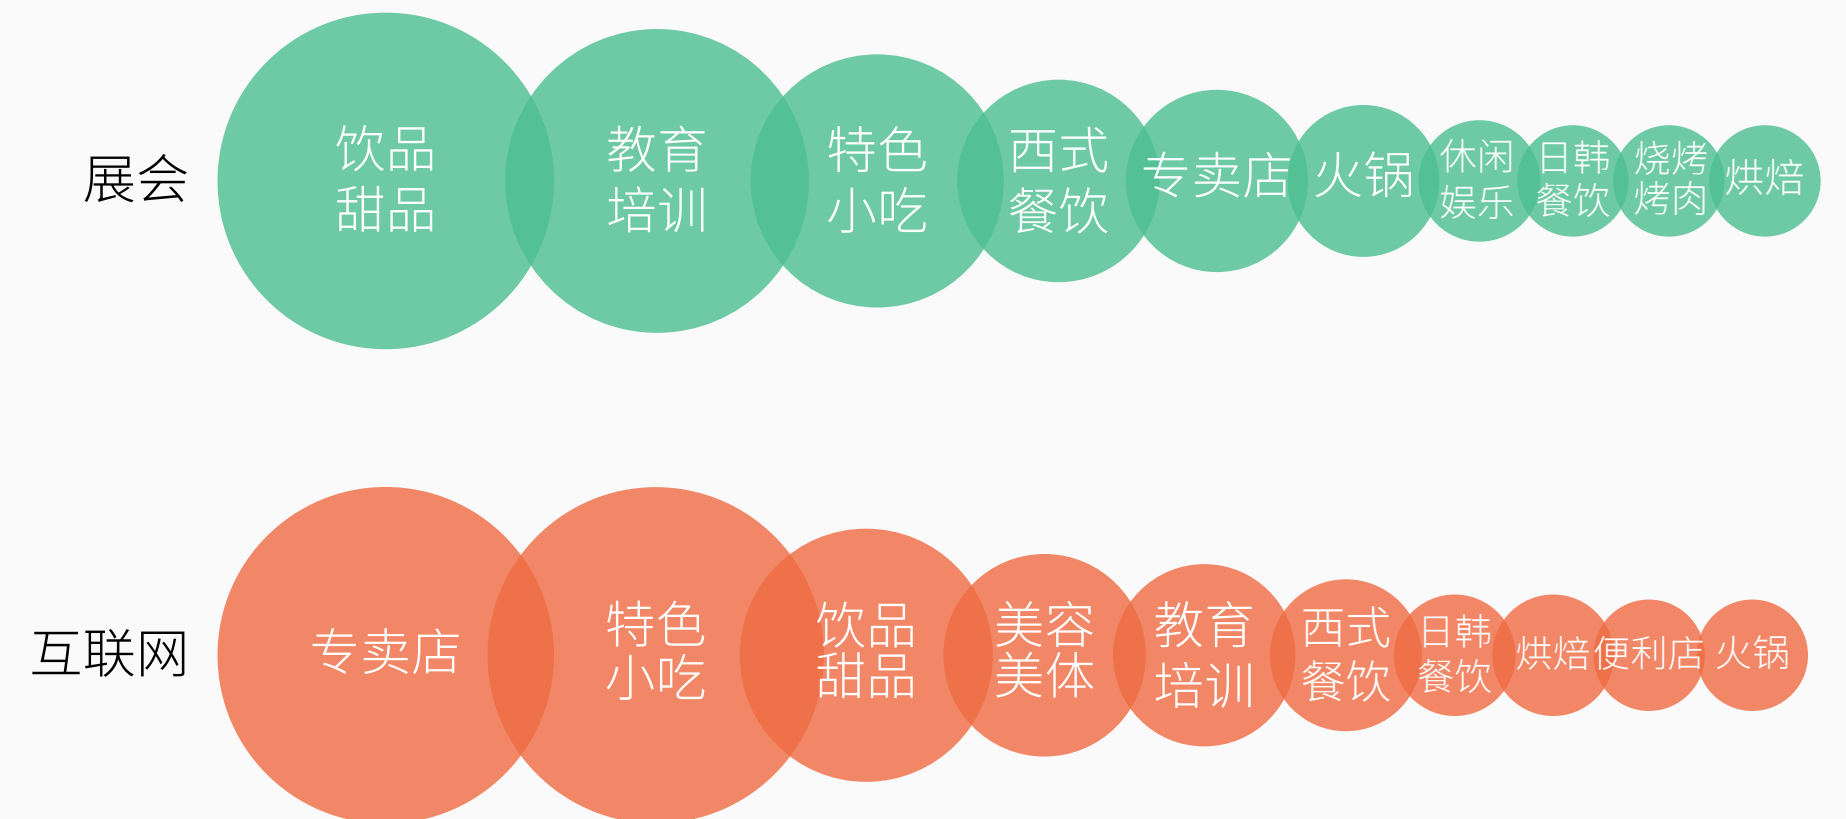 展会
饮品
甜品
教育
培训
特色
小吃
西式
餐饮
专卖店
火锅
休闲
娱乐
日韩
餐饮
烧烤
烤肉
烘焙
互联网
专卖店
特色
小吃
饮品
甜品
美容
美体
教育
培训
西式
餐饮
日韩
餐饮
烘焙
便利店
火锅